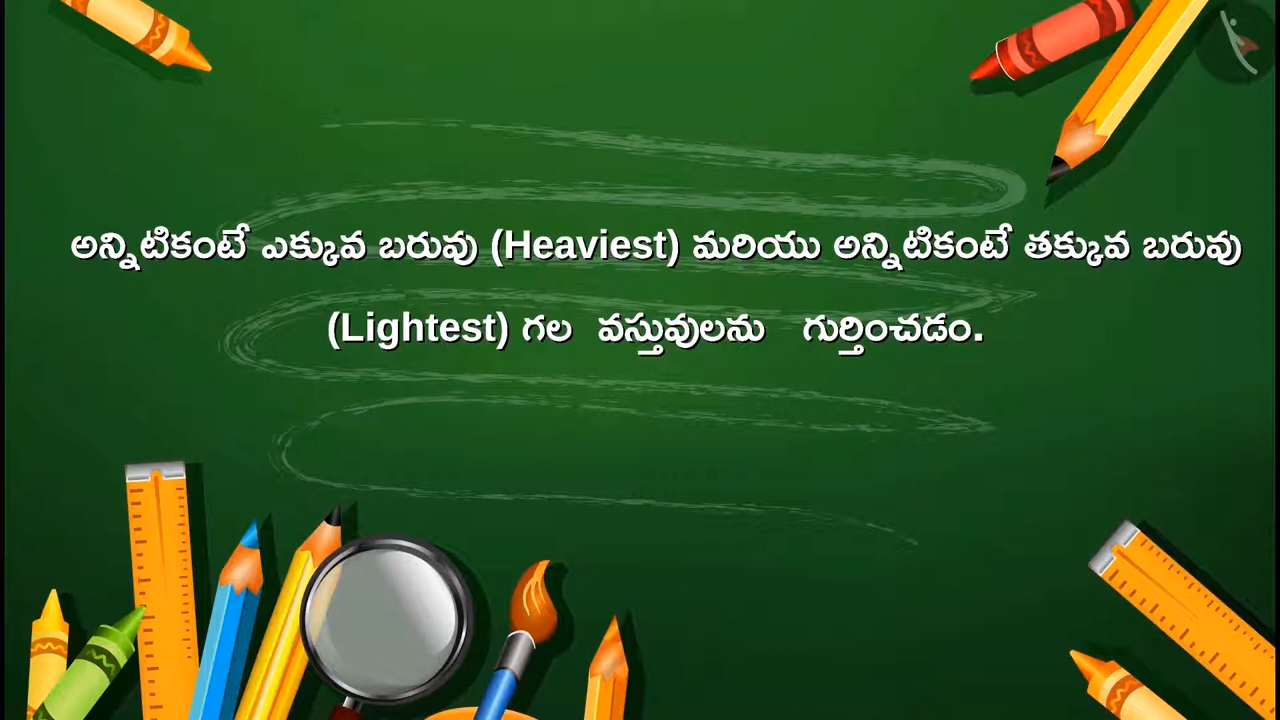 అన్నిటికంటే ఎక్కువ బరువు (Heaviest) మరియు అన్నిటికంటే తక్కువ బరువు
(Lightest) గల వస్తువులను గుర్తించడం.